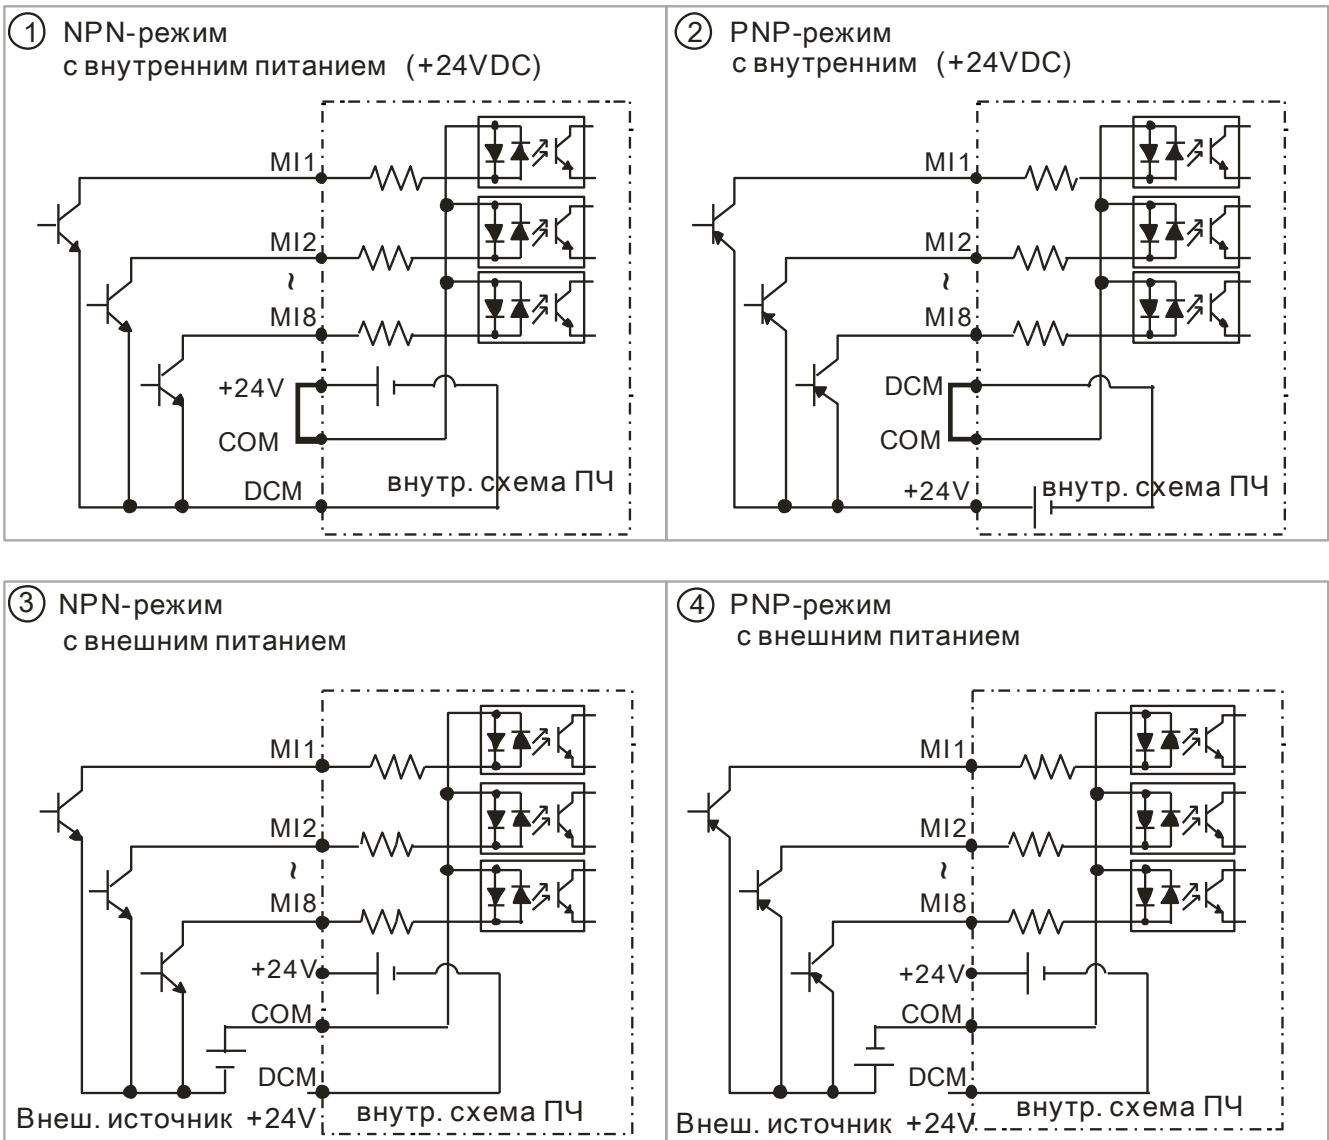 1 NPN-режим
с внутренним питанием (+24VDC)
MI1
MI2
~
MI8
+24V
COM
DCM
внутр. схема ПЧ
2 PNP-режим
с внутренним (+24VDC)
MI1
MI2
~
MI8
DCM
COM
+24V
внутр. схема ПЧ
3 NPN-режим
с внешним питанием
MI1
MI2
~
MI8
+24V
COM
DCM
Внеш. источник +24V
внутр. схема ПЧ
4 PNP-режим
с внешним питанием
MI1
MI2
~
MI8
+24V
COM
DCM
Внеш. источник +24V
внутр. схема ПЧ